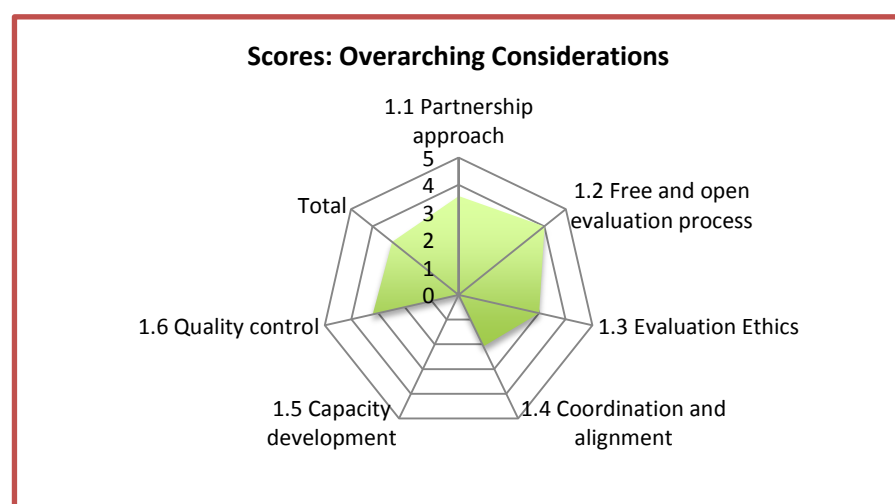 Scores: Overarching Considerations
1.1 Partnership
approach
5
4
3
2
1
0
1.2 Free and open
evaluation process
1.3 Evaluation Ethics
1.4 Coordination and
alignment
1.5 Capacity
development
1.6 Quality control
Total